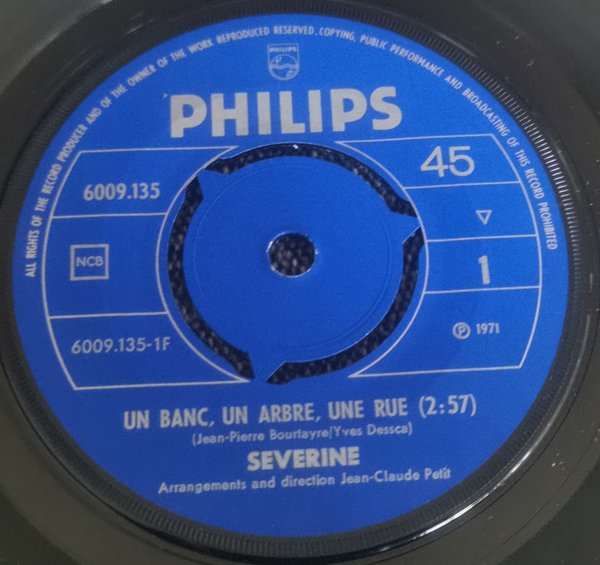 ALL RIGHTS OF THE RECORD PRODUCER AND OF THE OWNER OF THE WORK REPRODUCED RESERVED. COPYING, PUBLIC PERFORMANCE AND BROADCASTING OF THIS RECORD PROHIBITED
PHILIPS
PHILIPS
6009.135
45
NCB
▽
1
6009.135-1F
℗ 1971
UN BANC, UN ARBRE, UNE RUE (2:57)
(Jean-Pierre Bourtayre/Yves Dessca)
SEVERINE
Arrangements and direction Jean-Claude Petit